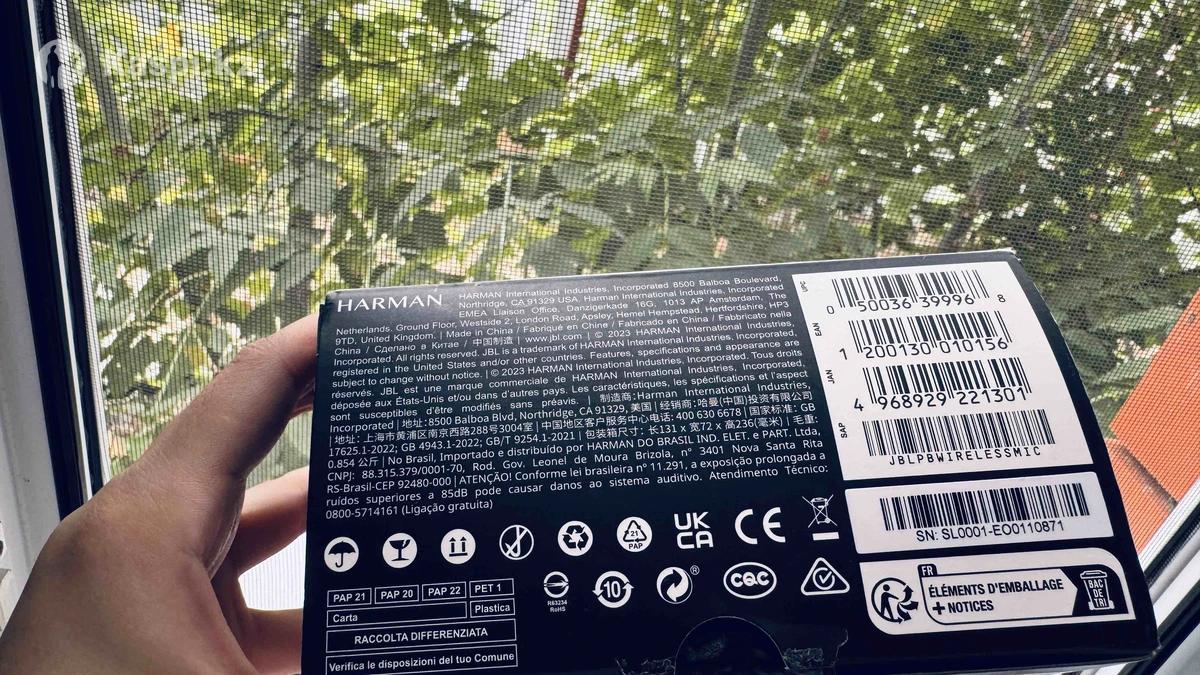 Kaspi.kz
HARMAN
HARMAN International Industries, Incorporated 8500 Balboa Boulevard,
Northridge, CA 91329 USA. Harman International Industries, Incorporated
EMEA Liaison Office, Danzigerkade 16G, 1013 AP Amsterdam, The
Netherlands. Ground Floor, Westside 2, London Road, Apsley, Hemel Hempstead, Hertfordshire, HP3
9TD, United Kingdom. | Made in China / Fabriqué en Chine / Fabricado en China / Fabbricato nella
China / Сделано в Китае / 中国制造 | www.jbl.com | © 2023 HARMAN International Industries,
Incorporated. All rights reserved. JBL is a trademark of HARMAN International Industries, Incorporated,
registered in the United States and/or other countries. Features, specifications and appearance are
subject to change without notice. | © 2023 HARMAN International Industries, Incorporated. Tous droits
réservés. JBL est une marque commerciale de HARMAN International Industries, Incorporated,
déposée aux États-Unis et/ou dans d'autres pays. Les caractéristiques, les spécifications et l'aspect
sont susceptibles d'être modifiés sans préavis. | 制造商:Harman International Industries,
Incorporated | 地址:8500 Balboa Blvd, Northridge, CA 91329, 美国 | 经销商:哈曼(中国)投资有限公司
| 地址: 上海市黄浦区南京西路288号3004室 | 中国地区客户服务中心电话: 400 630 6678 | 国家标准: GB
17625.1-2022; GB 4943.1-2022; GB/T 9254.1-2021 | 包装箱尺寸: 长131 x 宽72 x 高236(毫米) | 毛重:
0.854 公斤 | No Brasil, Importado e distribuído por HARMAN DO BRASIL IND. ELET. e PART. Ltda,
CNPJ: 88.315.379/0001-70, Rod. Gov. Leonel de Moura Brizola, n° 3401 Nova Santa Rita
RS-Brasil-CEP 92480-000 | ATENÇÃO! Conforme lei brasileira n° 11.291, a exposição prolongada a
ruídos superiores a 85dB pode causar danos ao sistema auditivo. Atendimento Técnico:
0800-5714161 (Ligação gratuita)
UPC
0 50036 39996 8
EAN
1 200130 010156
JAN
4 968929 221301
SAP
JBLPBWIRELESSMIC
SN: SL0001-EO0110871
21
PAP
UK
CA
CE
R63234
RoHS
10
®
CQC
PAP 21 PAP 20 PAP 22 PET 1
Carta Plastica
RACCOLTA DIFFERENZIATA
Verifica le disposizioni del tuo Comune
FR
ÉLÉMENTS D'EMBALLAGE
+ NOTICES
BAC
DE
TRI